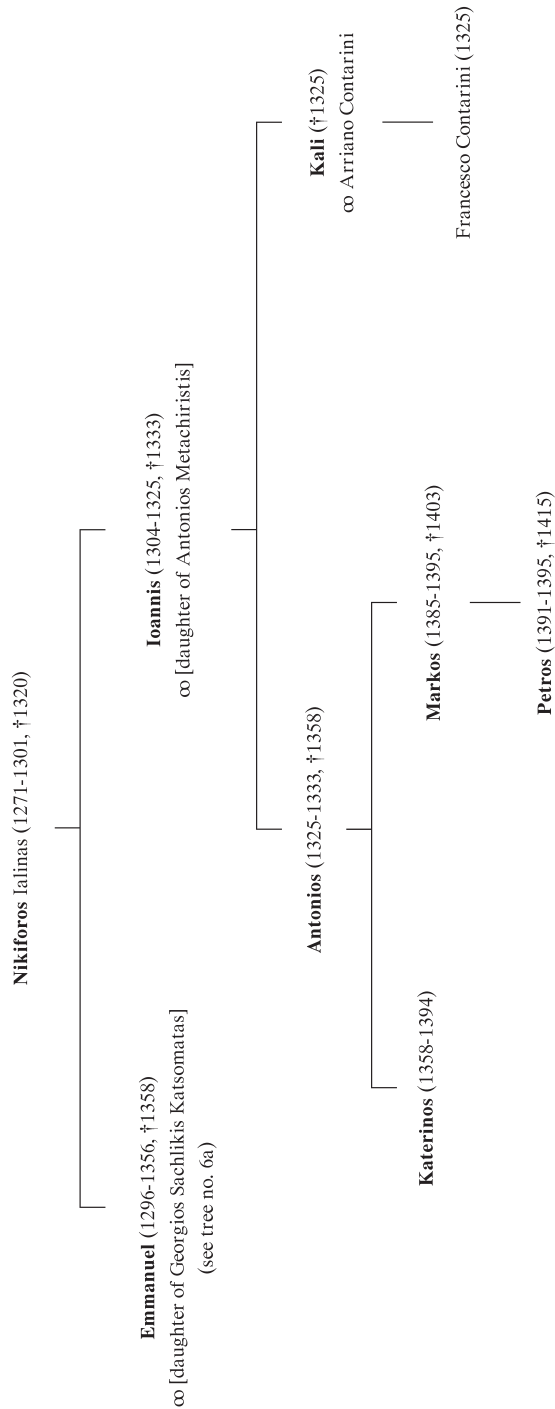 Nikiforos Ialinas (1271-1301, †1320)
Emmanuel (1296-1356, †1358)
∞ [daughter of Georgios Sachlikis Katsomatas]
(see tree no. 6a)
Ioannis (1304-1325, †1333)
∞ [daughter of Antonios Metachiristis]
Antonios (1325-1333, †1358)
Kali (†1325)
∞ Arriano Contarini
Katerinos (1358-1394)
Markos (1385-1395, †1403)
Francesco Contarini (1325)
Petros (1391-1395, †1415)